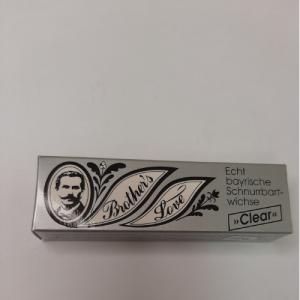 Brother's
Love
Echt
bayrische
Schnurrbart-
wichse
»Clear«